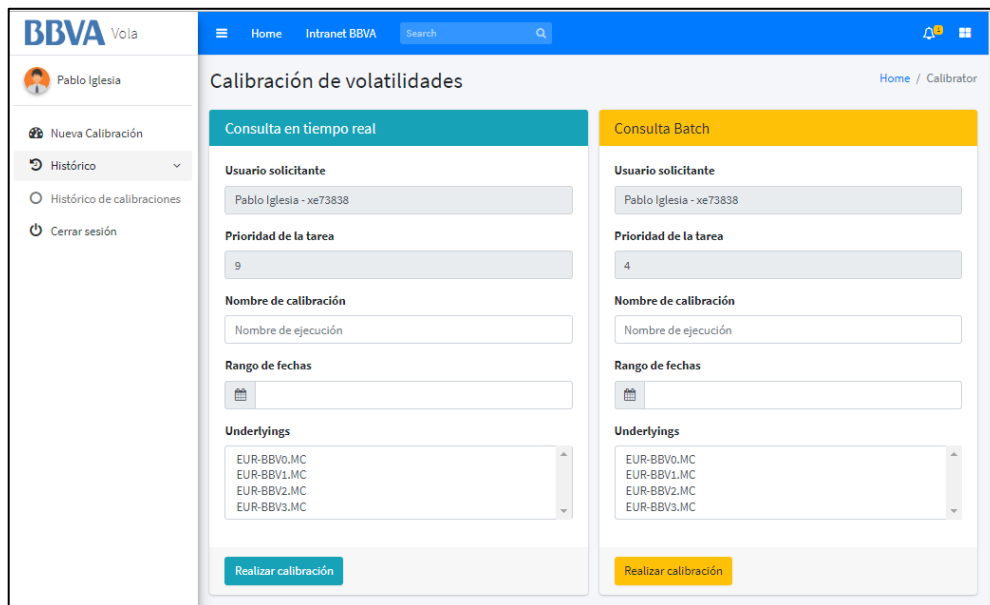 BBVA Vola
Home Intranet BBVA Search 1
Pablo Iglesia
Nueva Calibración
Histórico
Histórico de calibraciones
Cerrar sesión
Calibración de volatilidades
Home / Calibrator
Consulta en tiempo real
Usuario solicitante
Pablo Iglesia - xe73838
Prioridad de la tarea
9
Nombre de calibración
Nombre de ejecución
Rango de fechas
Underlyings
EUR-BBV0.MC
EUR-BBV1.MC
EUR-BBV2.MC
EUR-BBV3.MC
Realizar calibración
Consulta Batch
Usuario solicitante
Pablo Iglesia - xe73838
Prioridad de la tarea
4
Nombre de calibración
Nombre de ejecución
Rango de fechas
Underlyings
EUR-BBV0.MC
EUR-BBV1.MC
EUR-BBV2.MC
EUR-BBV3.MC
Realizar calibración